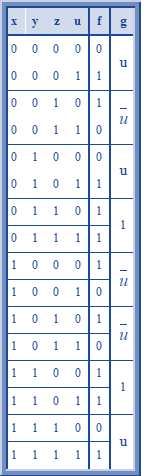 x y z u f g
0 0 0 0 0 u
0 0 0 1 1
0 0 1 0 1 u̅
0 0 1 1 0
0 1 0 0 0 u
0 1 0 1 1
0 1 1 0 1 1
0 1 1 1 1
1 0 0 0 1 u̅
1 0 0 1 0
1 0 1 0 1 u̅
1 0 1 1 0
1 1 0 0 1 1
1 1 0 1 1
1 1 1 0 0 u
1 1 1 1 1